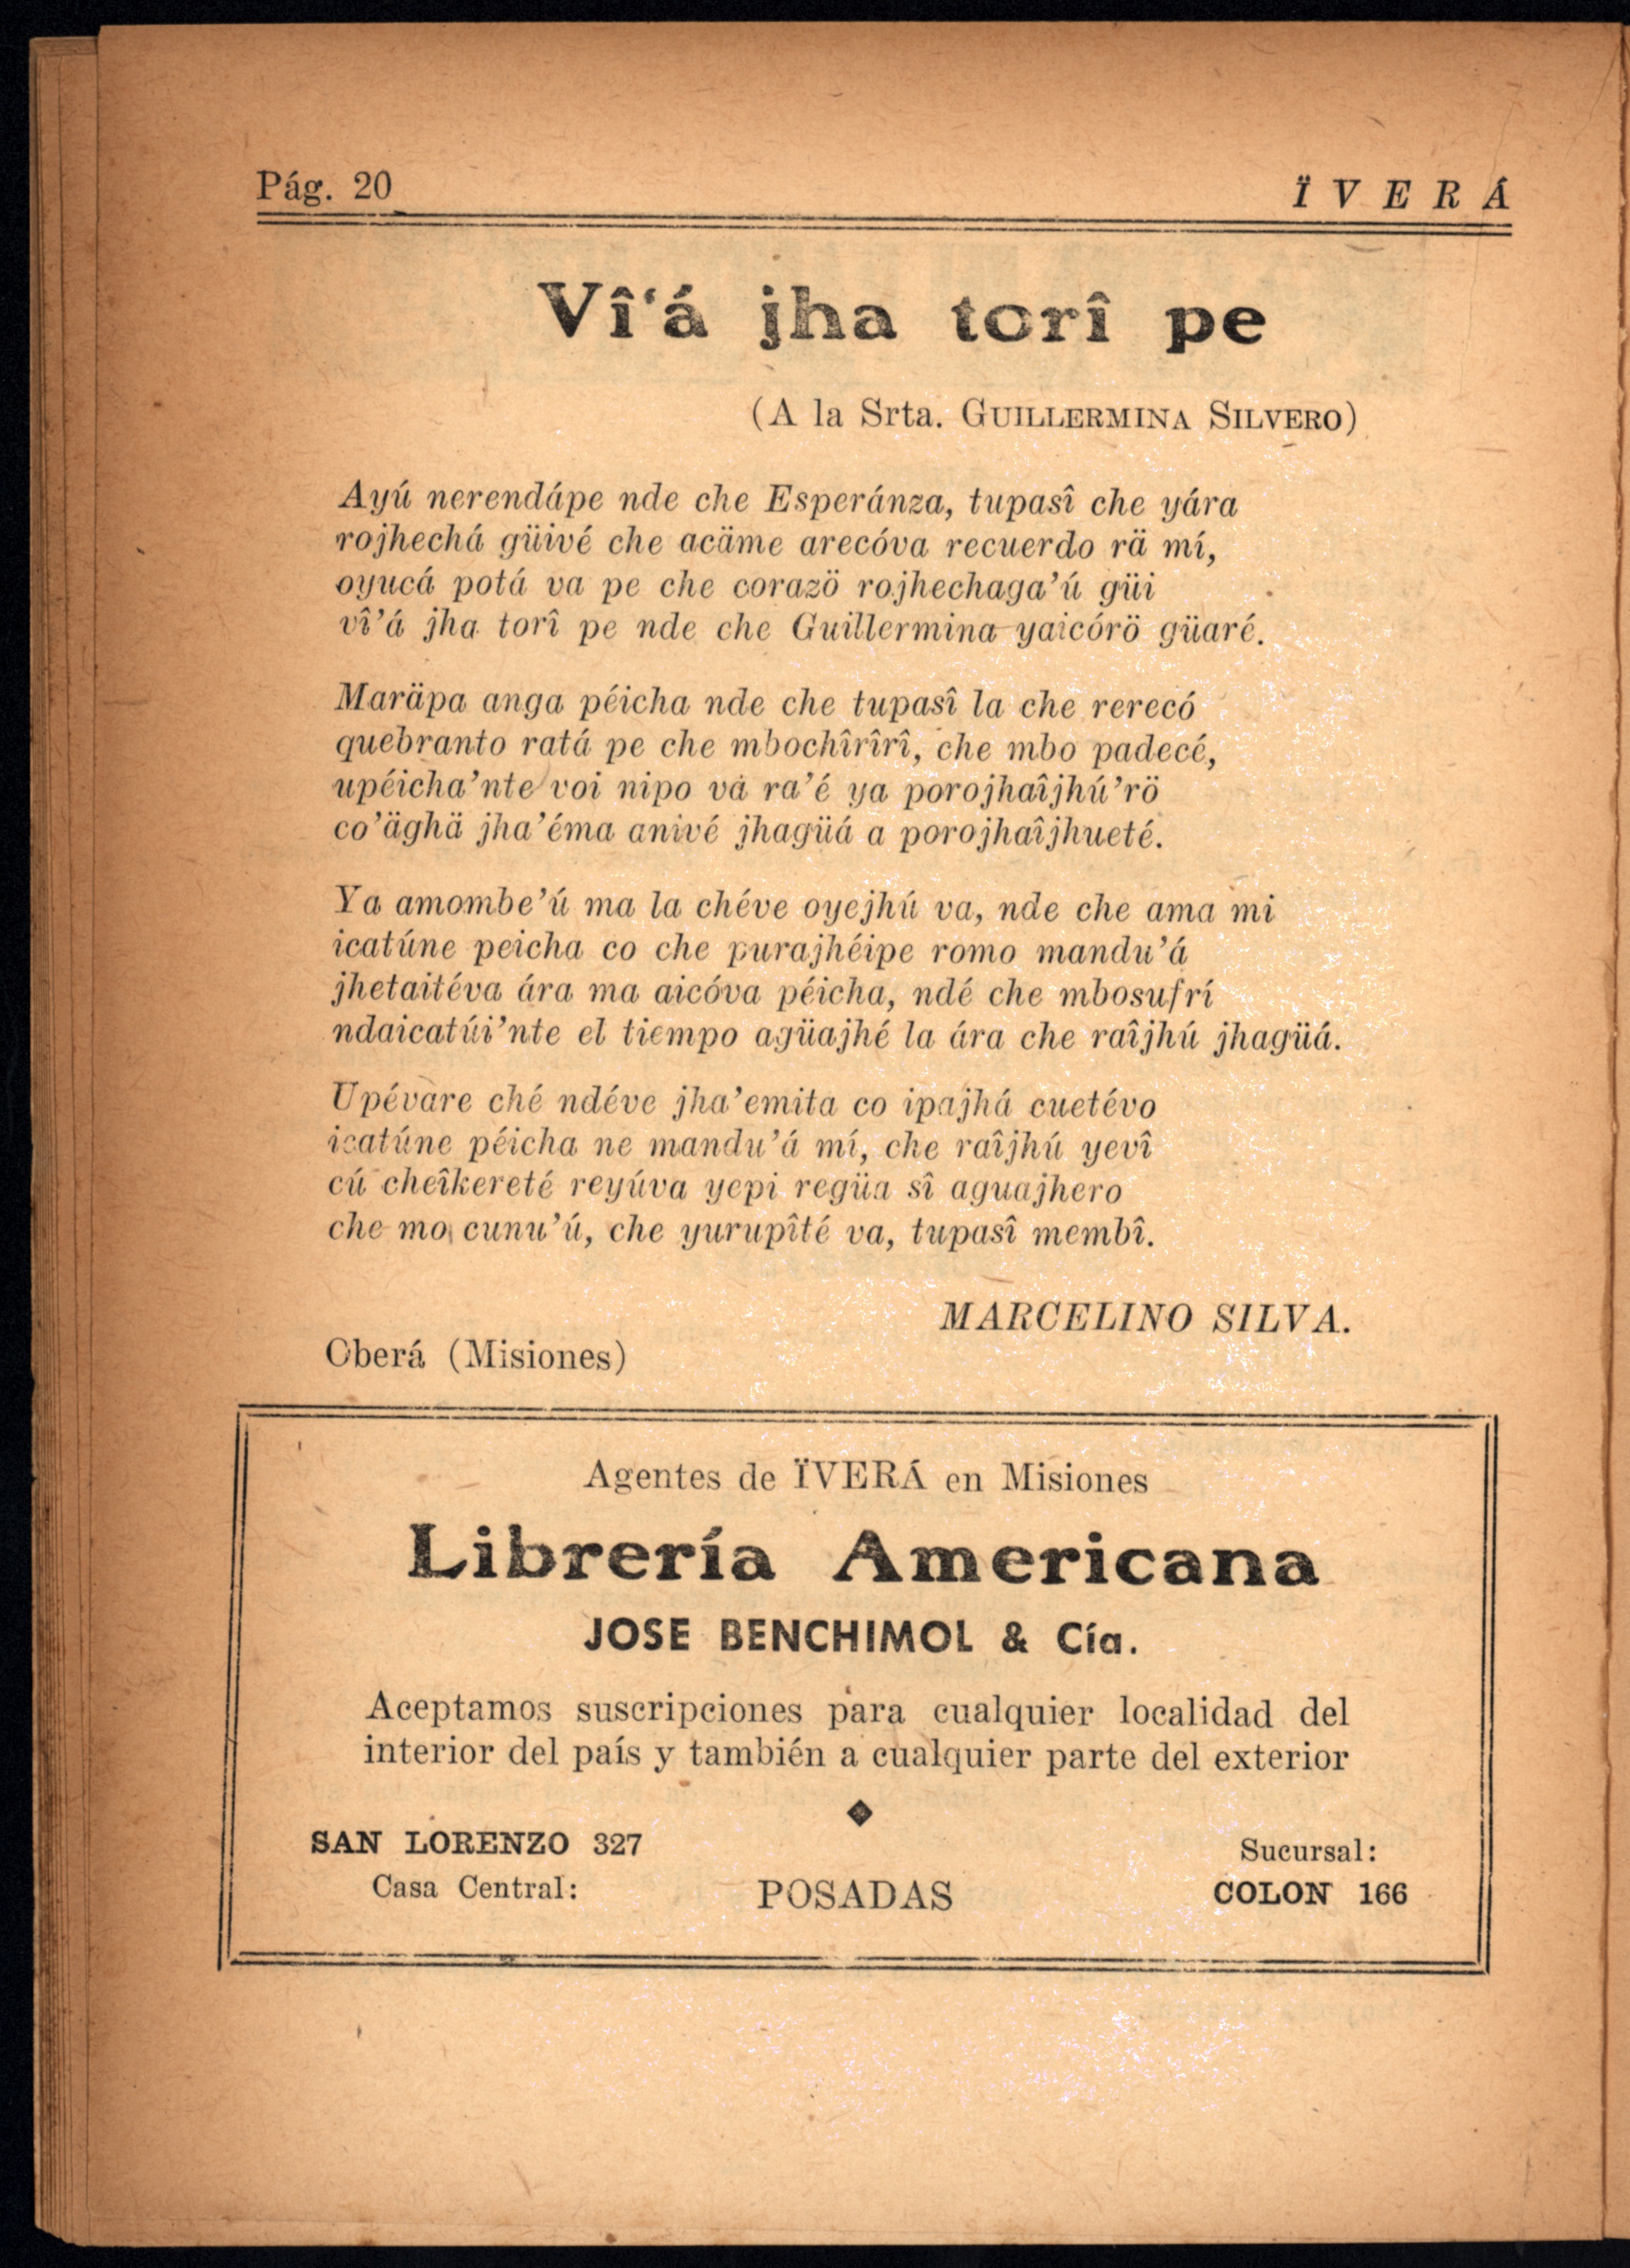 Pág. 20
Ï V E R Á
Vî‘á jha torî pe
(A la Srta. GUILLERMINA SILVERO)
Ayú nerendápe nde che Esperánza, tupasî che yára
rojhechá güivé che acäme arecóva recuerdo rä mí,
oyucá potá va pe che corazö rojhechaga’ú güi
vî’á jha torî pe nde che Guillermina yaicórö güaré.
Maräpa anga péicha nde che tupasî la che rerecó
quebranto ratá pe che mbochîrîrî, che mbo padecé,
upéicha’nte voi nipo va ra’é ya porojhaîjhú’rö
co’äghä jha’éma anivé jhagüá a porojhaîjhueté.
Ya amombe’ú ma la chéve oyejhú va, nde che ama mi
icatúne peicha co che purajhéipe romo mandu’á
jhetaitéva ára ma aicóva péicha, ndé che mbosufrí
ndaicatúi’nte el tiempo agüajhé la ára che raîjhú jhagüá.
Upévare ché ndéve jha’emita co ipajhá cuetévo
icatúne péicha ne mandu’á mí, che raîjhú yevî
cú cheîkereté reyúva yepi regüa sî aguajhero
che mo cunu’ú, che yurupîté va, tupasî membî.
MARCELINO SILVA.
Oberá (Misiones)
Agentes de ÏVERÁ en Misiones
Librería Americana
JOSE BENCHIMOL & Cía.
Aceptamos suscripciones para cualquier localidad del
interior del país y también a cualquier parte del exterior
SAN LORENZO 327
Casa Central:
POSADAS
Sucursal:
COLON 166